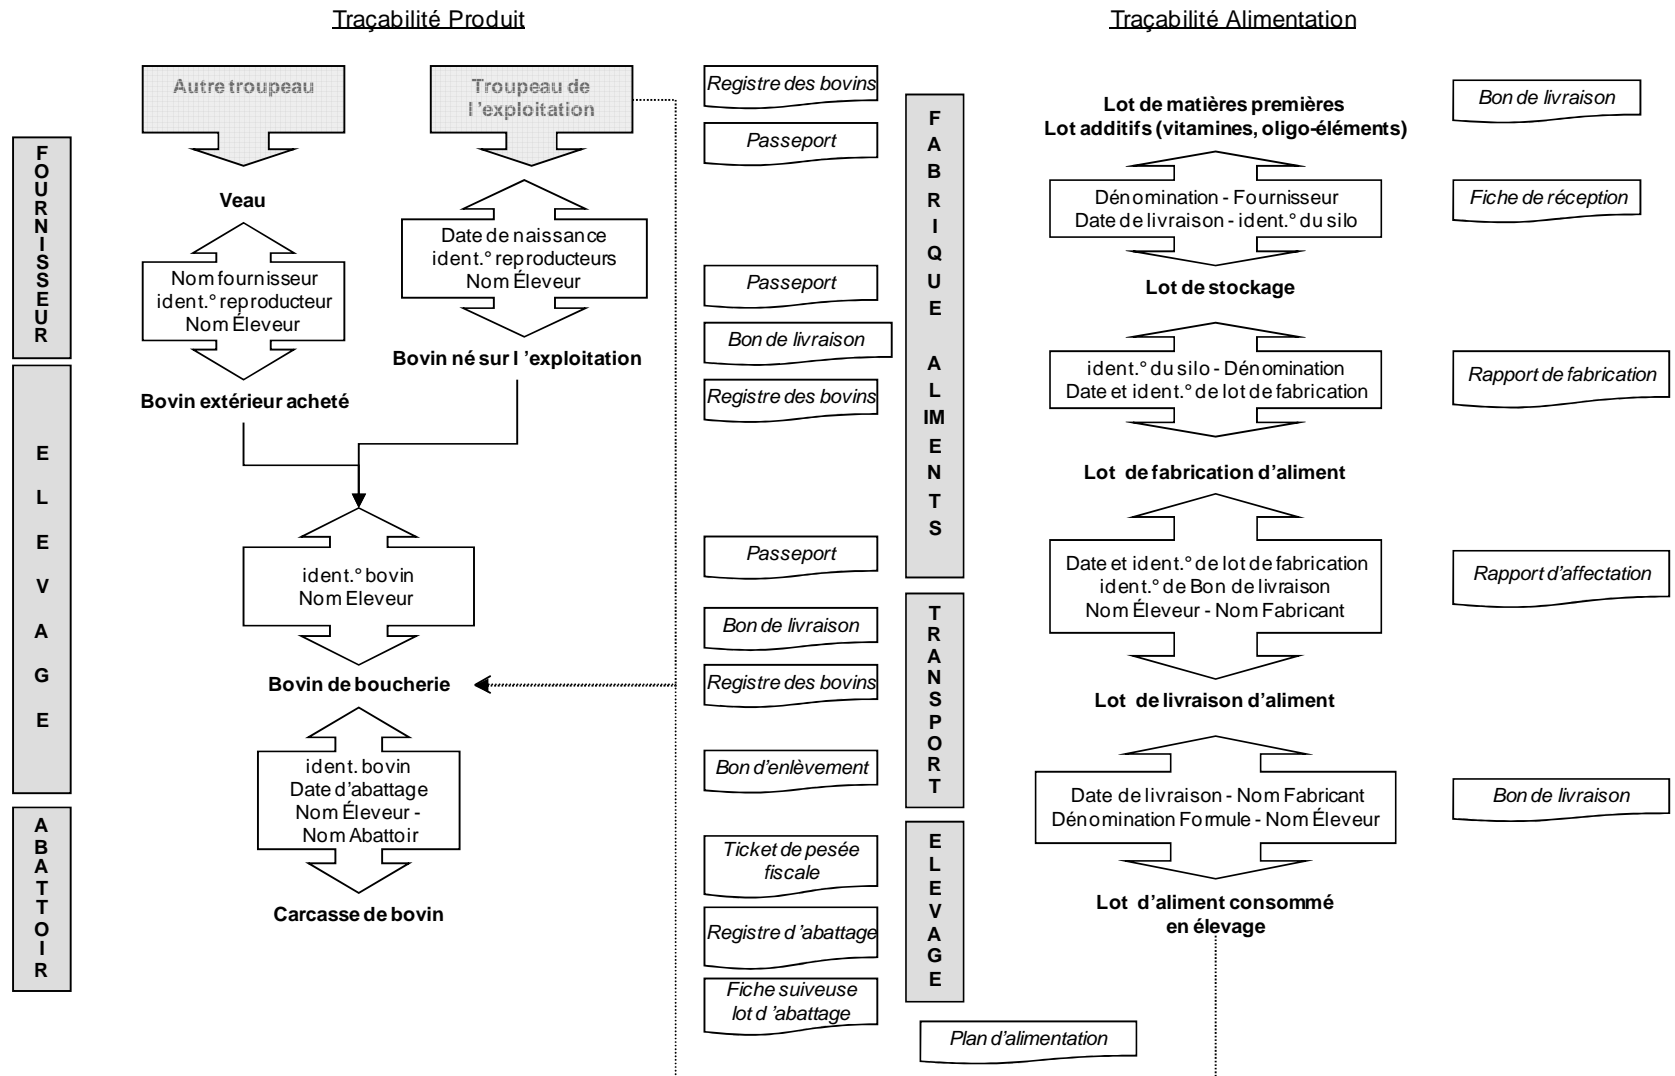 Traçabilité Produit
Traçabilité Alimentation
Autre troupeau
Troupeau de
l ’exploitation
FOURNISSEUR
Veau
Nom fournisseur
ident.° reproducteur
Nom Éleveur
Date de naissance
ident.° reproducteurs
Nom Éleveur
Bovin né sur l ’exploitation
Bovin extérieur acheté
ELEVAGE
ident.° bovin
Nom Eleveur
Bovin de boucherie
ident. bovin
Date d'abattage
Nom Éleveur -
Nom Abattoir
ABATTOIR
Carcasse de bovin
Registre des bovins
Passeport
Passeport
Bon de livraison
Registre des bovins
Passeport
Bon de livraison
Registre des bovins
Bon d'enlèvement
Ticket de pesée
fiscale
Registre d ’abattage
Fiche suiveuse
lot d ’abattage
FABRIQUE ALIMENTS
Lot de matières premières
Lot additifs (vitamines, oligo-éléments)
Dénomination - Fournisseur
Date de livraison - ident.° du silo
Lot de stockage
ident.° du silo - Dénomination
Date et ident.° de lot de fabrication
Lot de fabrication d’aliment
Date et ident.° de lot de fabrication
ident.° de Bon de livraison
Nom Éleveur - Nom Fabricant
TRANSPORT
Lot de livraison d’aliment
Date de livraison - Nom Fabricant
Dénomination Formule - Nom Éleveur
ELEVAGE
Lot d’aliment consommé
en élevage
Plan d’alimentation
Bon de livraison
Fiche de réception
Rapport de fabrication
Rapport d’affectation
Bon de livraison